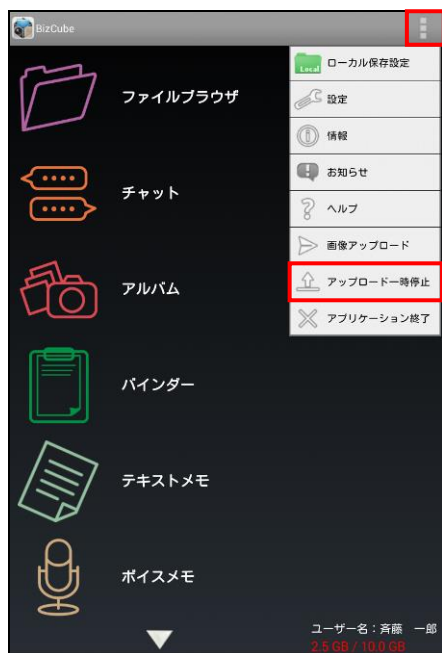 BizCube
ローカル保存設定
Local
設定
情報
お知らせ
ヘルプ
画像アップロード
アップロード一時停止
アプリケーション終了
ファイルブラウザ
チャット
アルバム
バインダー
テキストメモ
ボイスメモ
ユーザー名：斉藤　一郎
2.5 GB / 10.0 GB